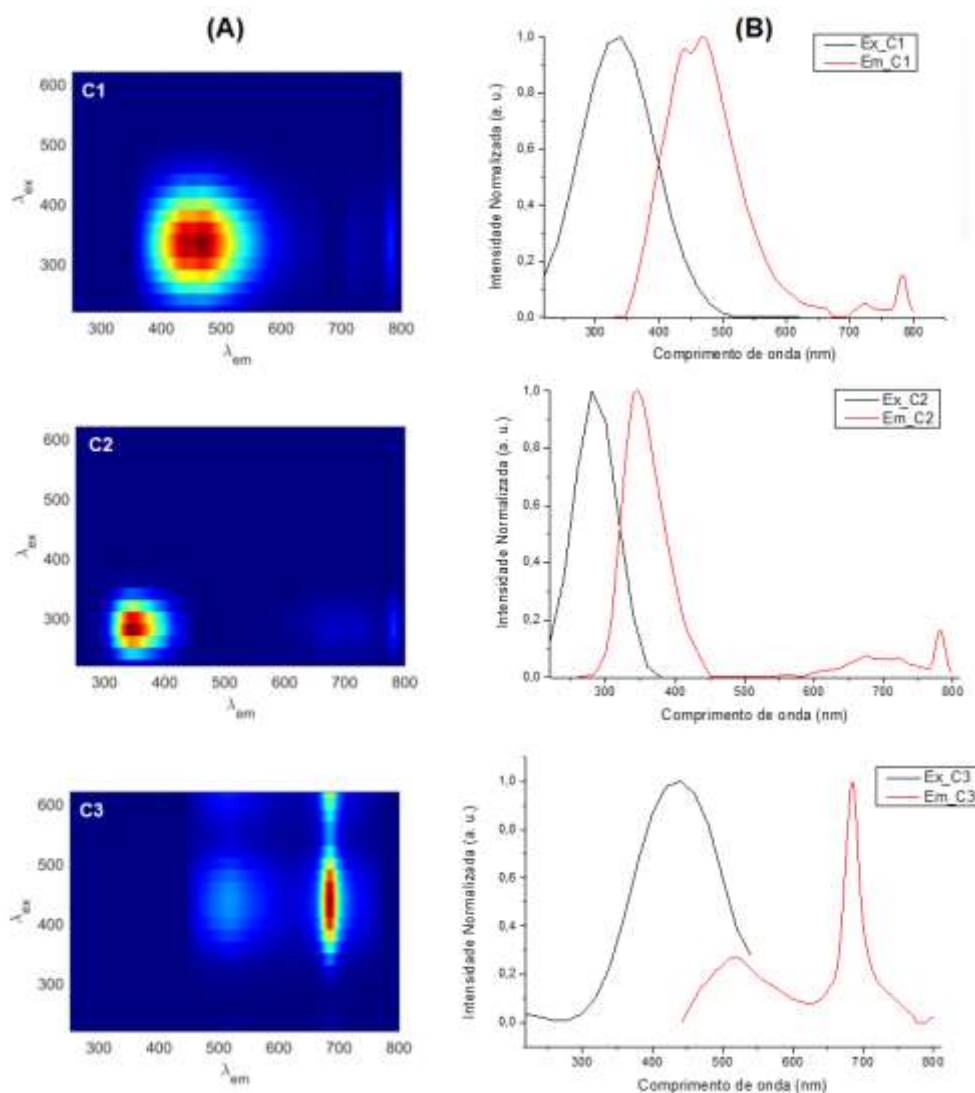 (A)
(B)
C1
600
500
400
300
λex
300 400 500 600 700 800
λem
Ex_C1
Em_C1
1,0
0,8
0,6
0,4
0,2
0,0
Intensidade Normalizada (a. u.)
300 400 500 600 700 800
Comprimento de onda (nm)
C2
600
500
400
300
λex
300 400 500 600 700 800
λem
Ex_C2
Em_C2
1,0
0,8
0,6
0,4
0,2
0,0
Intensidade Normalizada (a. u.)
300 400 500 600 700 800
Comprimento de onda (nm)
C3
600
500
400
300
λex
300 400 500 600 700 800
λem
Ex_C3
Em_C3
1,0
0,8
0,6
0,4
0,2
0,0
Intensidade Normalizada (a. u.)
300 400 500 600 700 800
Comprimento de onda (nm)